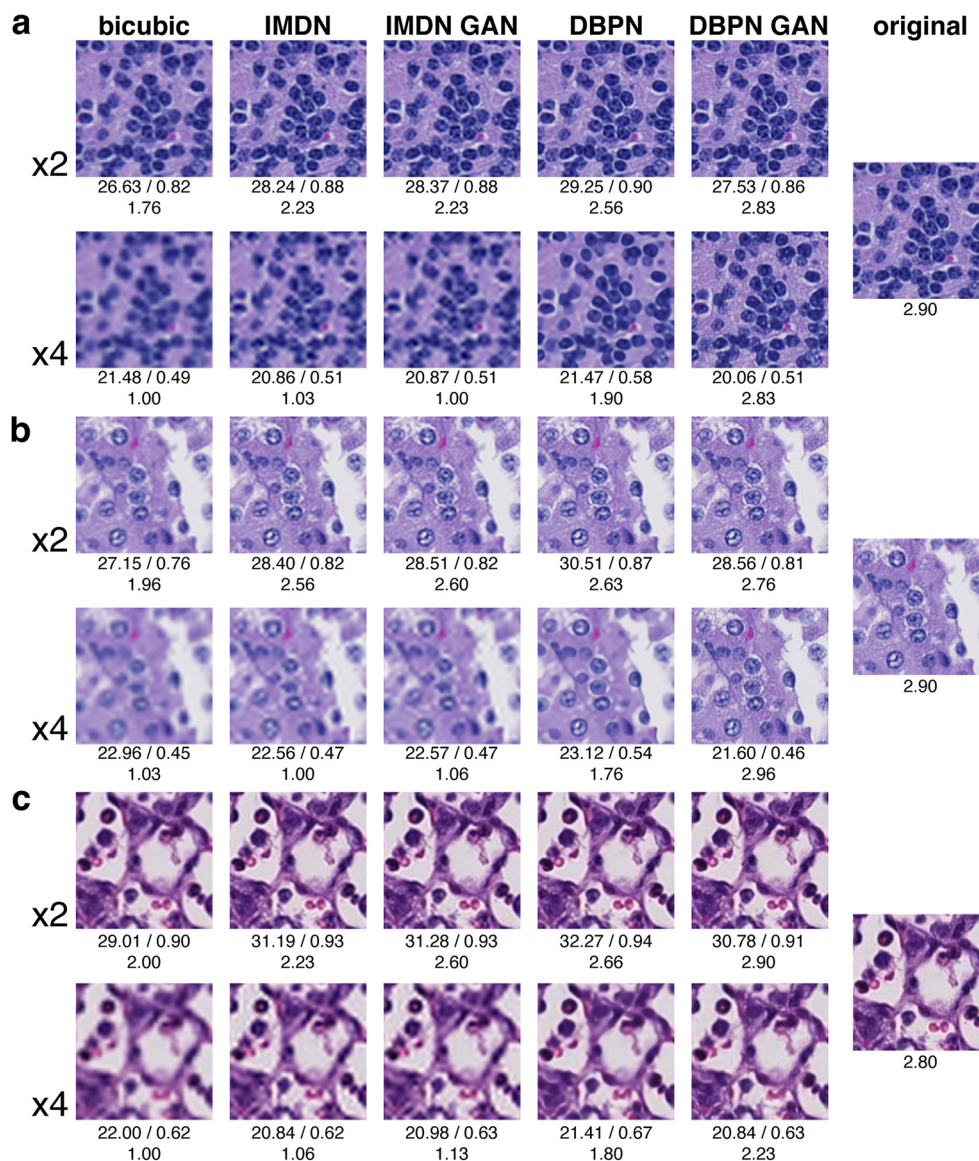 a bicubic IMDN IMDN GAN DBPN DBPN GAN original
x2
26.63 / 0.82 28.24 / 0.88 28.37 / 0.88 29.25 / 0.90 27.53 / 0.86
1.76 2.23 2.23 2.56 2.83
2.90
x4
21.48 / 0.49 20.86 / 0.51 20.87 / 0.51 21.47 / 0.58 20.06 / 0.51
1.00 1.03 1.00 1.90 2.83
b
x2
27.15 / 0.76 28.40 / 0.82 28.51 / 0.82 30.51 / 0.87 28.56 / 0.81
1.96 2.56 2.60 2.63 2.76
2.90
x4
22.96 / 0.45 22.56 / 0.47 22.57 / 0.47 23.12 / 0.54 21.60 / 0.46
1.03 1.00 1.06 1.76 2.96
c
x2
29.01 / 0.90 31.19 / 0.93 31.28 / 0.93 32.27 / 0.94 30.78 / 0.91
2.00 2.23 2.60 2.66 2.90
2.80
x4
22.00 / 0.62 20.84 / 0.62 20.98 / 0.63 21.41 / 0.67 20.84 / 0.63
1.00 1.06 1.13 1.80 2.23